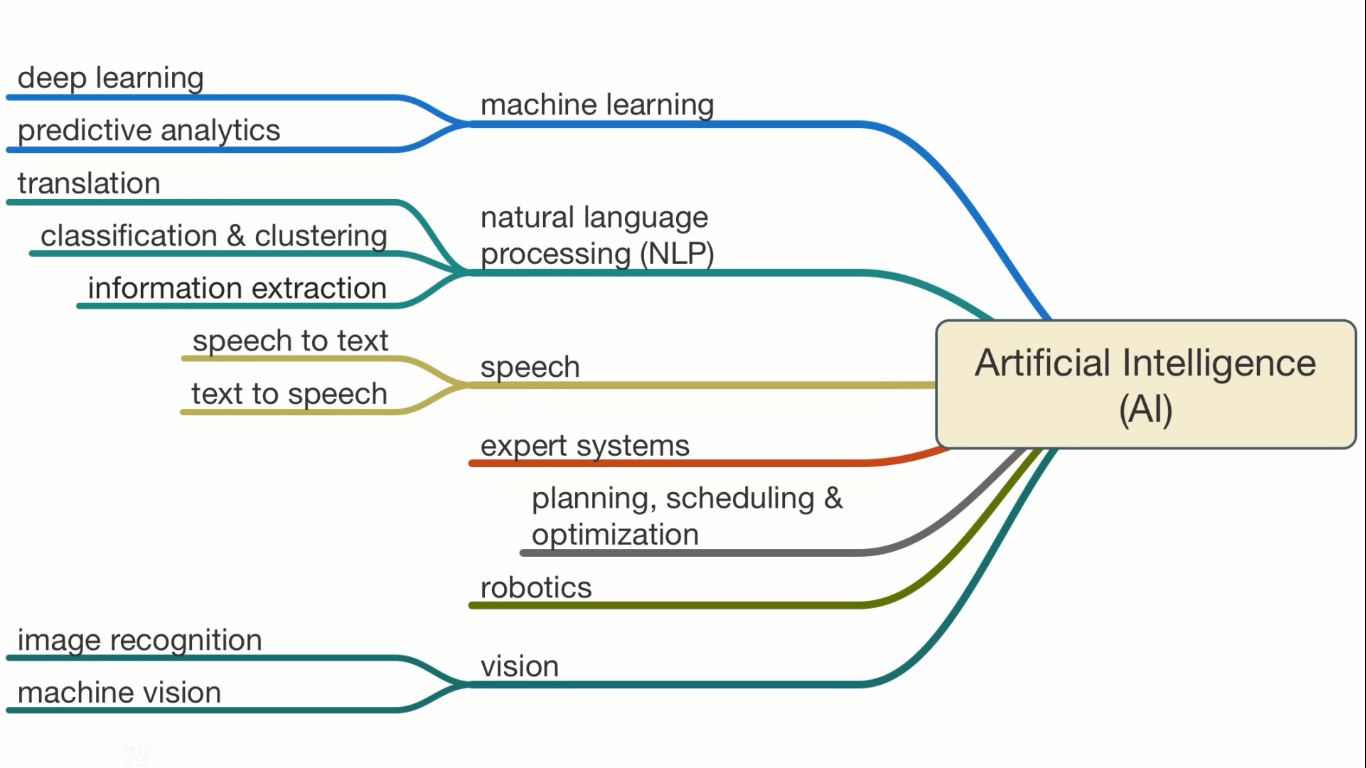 deep learning
machine learning
predictive analytics
translation
natural language
processing (NLP)
classification & clustering
information extraction
speech to text
speech
text to speech
Artificial Intelligence
(AI)
expert systems
planning, scheduling &
optimization
robotics
image recognition
vision
machine vision